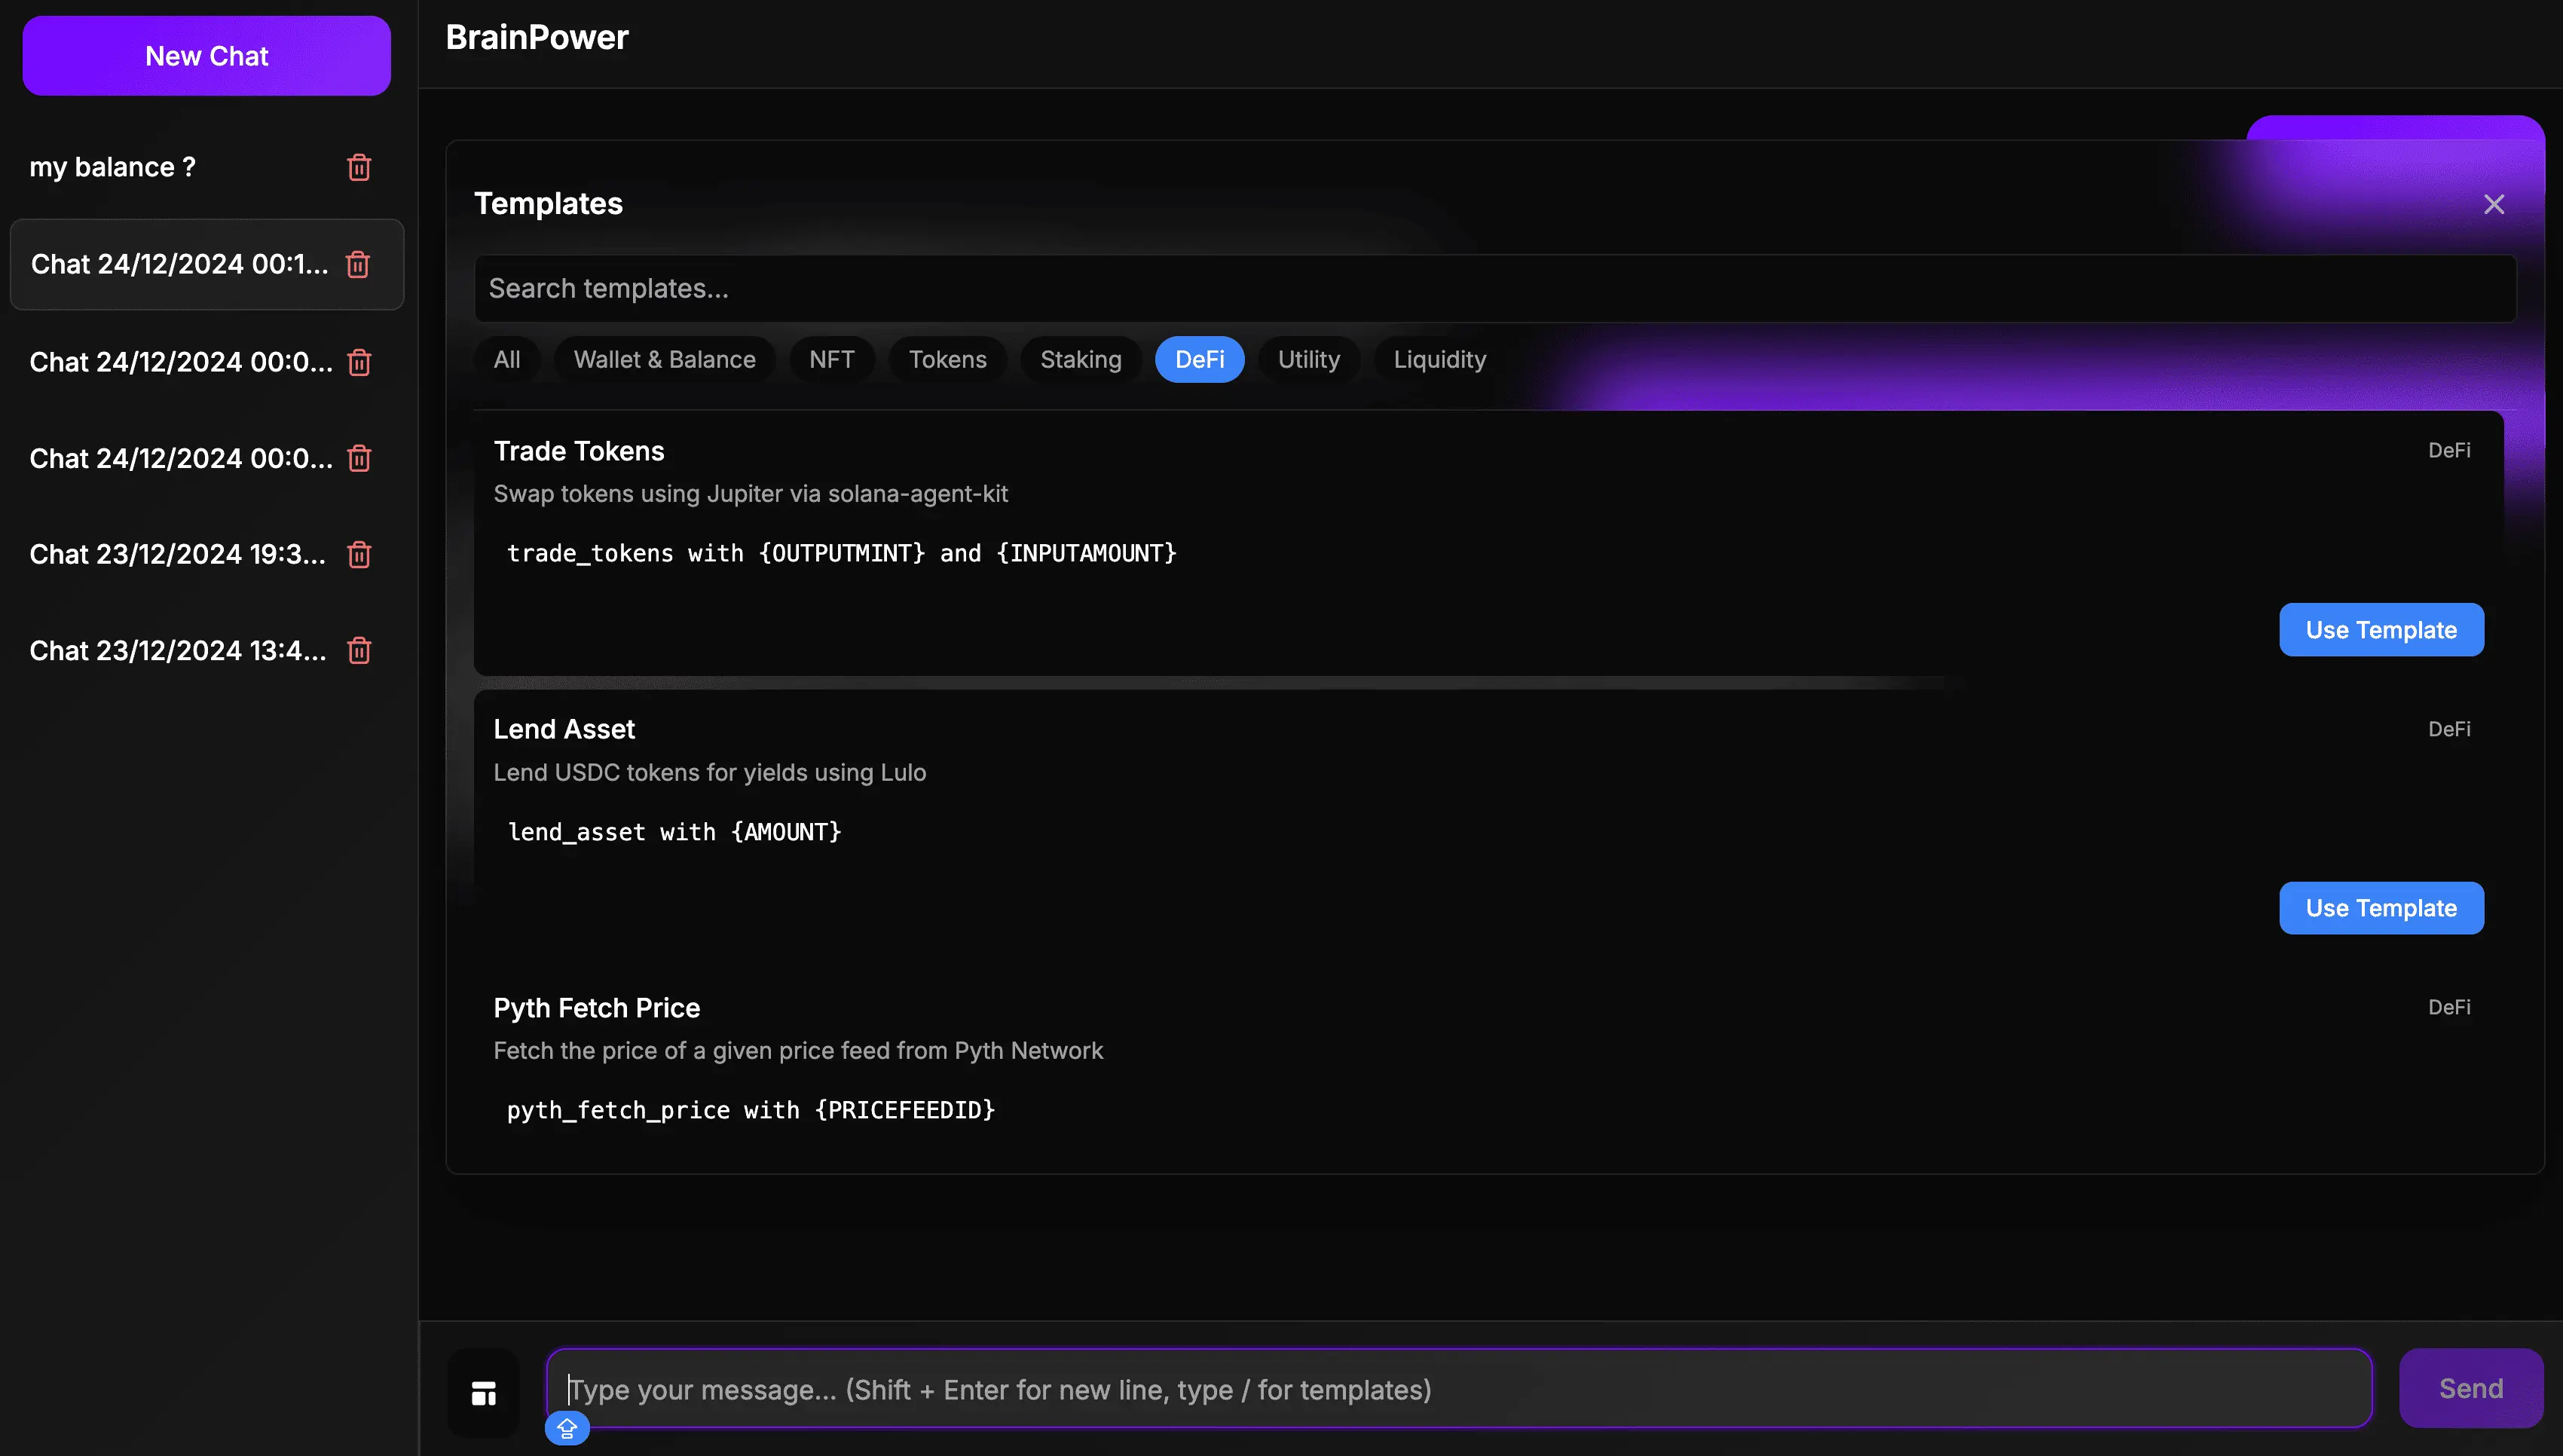 New Chat
my balance ?
Chat 24/12/2024 00:1...
Chat 24/12/2024 00:0...
Chat 24/12/2024 00:0...
Chat 23/12/2024 19:3...
Chat 23/12/2024 13:4...
BrainPower
Templates
Search templates...
All Wallet & Balance NFT Tokens Staking DeFi Utility Liquidity
Trade Tokens DeFi
Swap tokens using Jupiter via solana-agent-kit
trade_tokens with {OUTPUTMINT} and {INPUTAMOUNT}
Use Template
Lend Asset DeFi
Lend USDC tokens for yields using Lulo
lend_asset with {AMOUNT}
Use Template
Pyth Fetch Price DeFi
Fetch the price of a given price feed from Pyth Network
pyth_fetch_price with {PRICEFEEDID}
Type your message... (Shift + Enter for new line, type / for templates)
Send